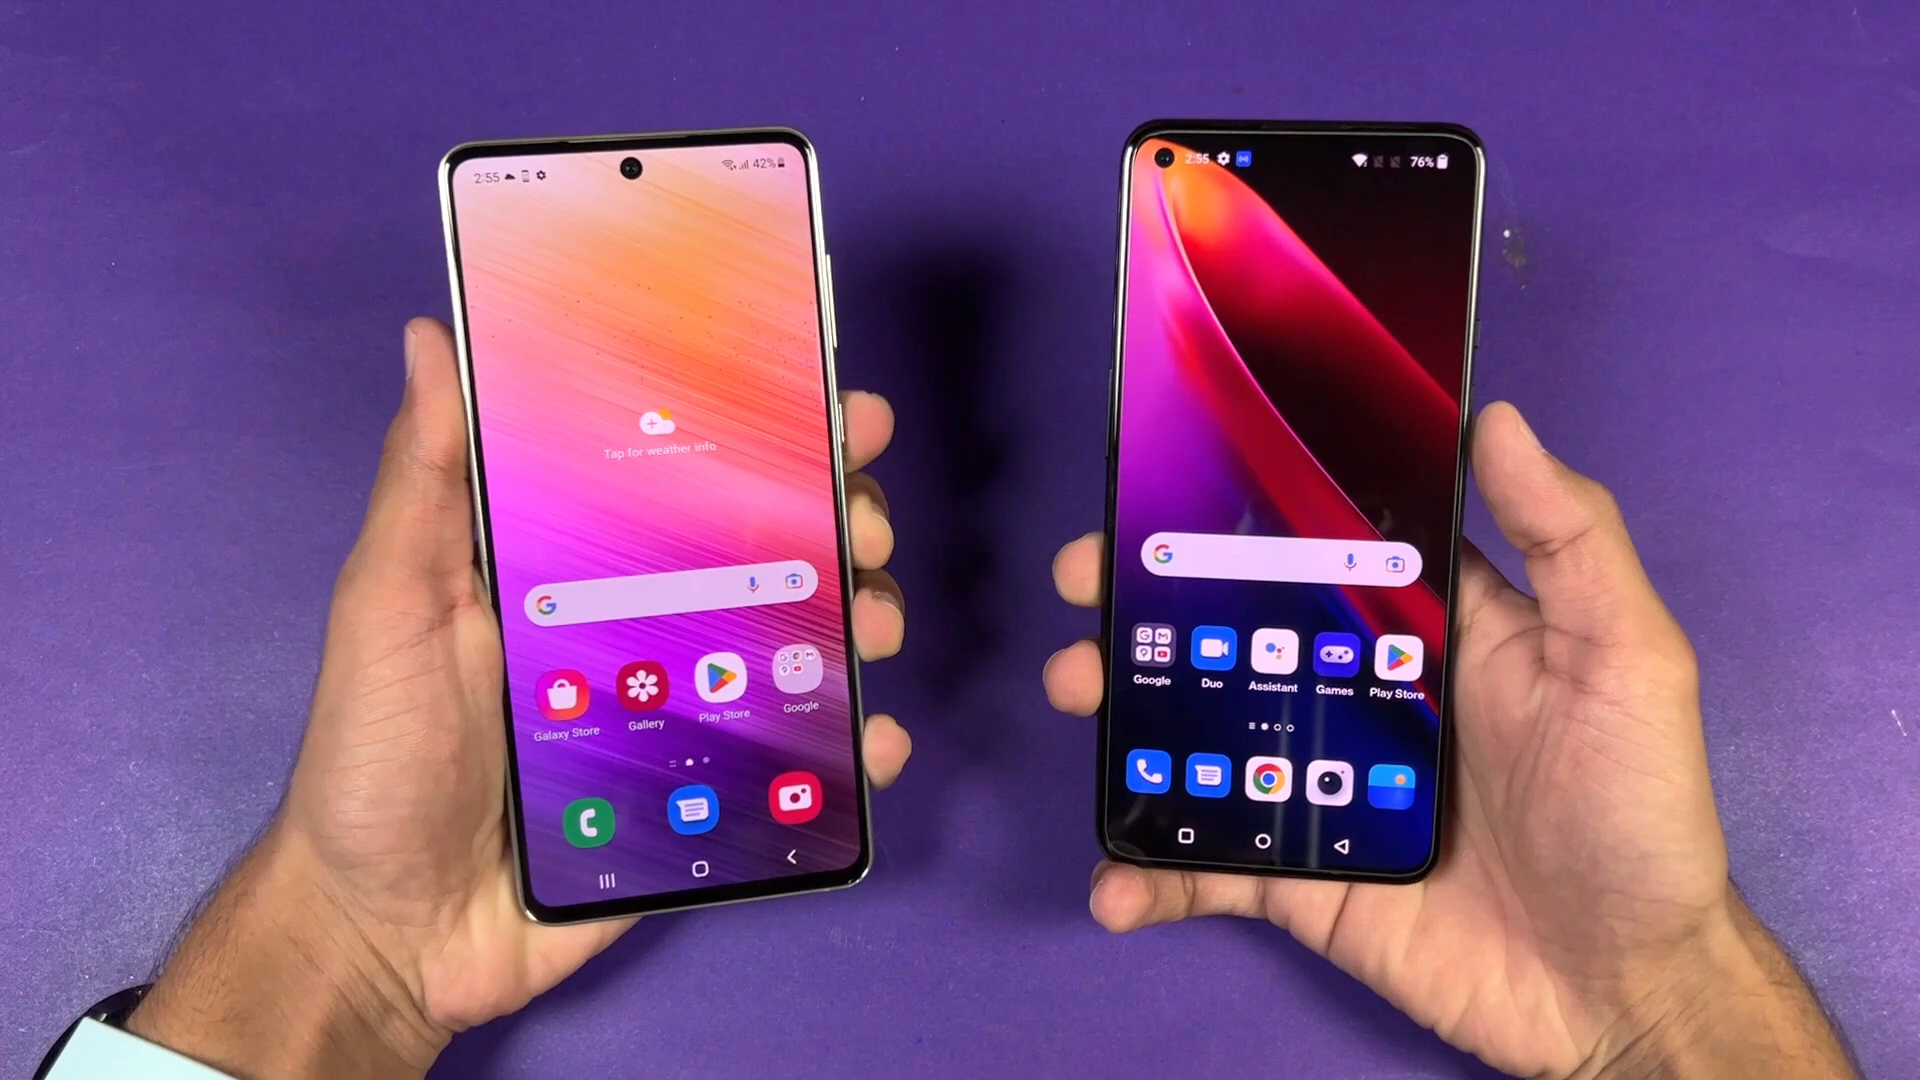 2:55
42%
Tap for weather info
Galaxy Store
Gallery
Play Store
Google
2:55
76%
Google
Duo
Assistant
Games
Play Store